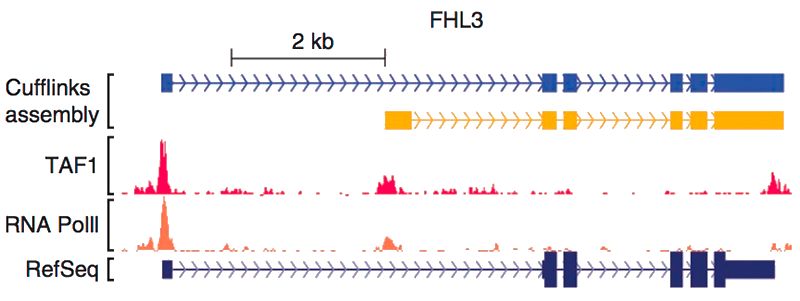 FHL3
2 kb
Cufflinks
assembly
TAF1
RNA PolII
RefSeq